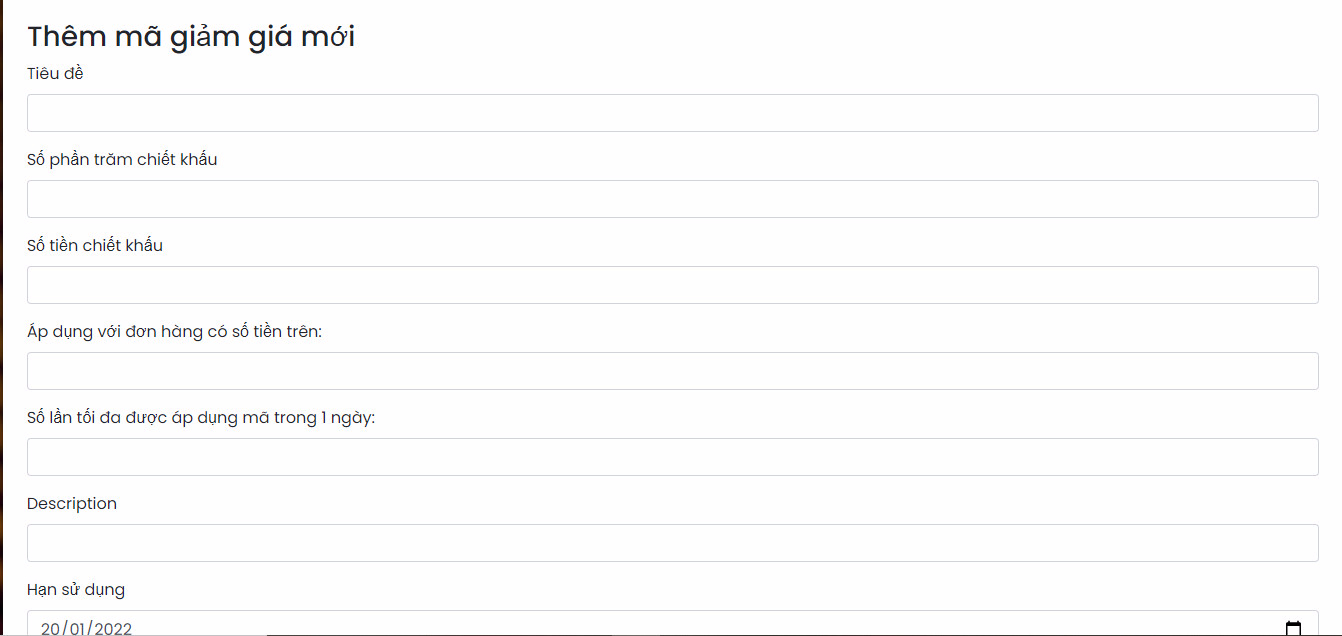 Thêm mã giảm giá mới
Tiêu đề
Số phần trăm chiết khấu
Số tiền chiết khấu
Áp dụng với đơn hàng có số tiền trên:
Số lần tối đa được áp dụng mã trong 1 ngày:
Description
Hạn sử dụng
20/01/2022